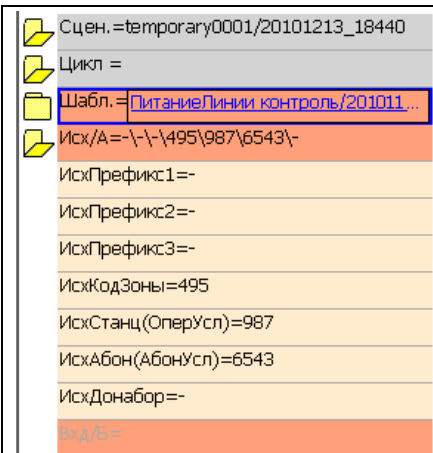 Сцен.=temporary0001/20101213_18440
Цикл =
Шабл.=ПитаниеЛинии контроль/201011...
Исх/А=-\-\-\495\987\6543\-
ИсхПрефикс1=-
ИсхПрефикс2=-
ИсхПрефикс3=-
ИсхКодЗоны=495
ИсхСтанц(ОперУсл)=987
ИсхАбон(АбонУсл)=6543
ИсхДонабор=-
Вхд/Б=